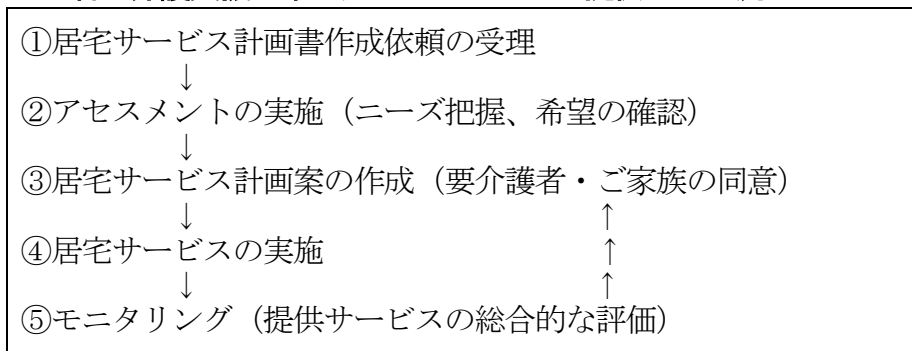 ①居宅サービス計画書作成依頼の受理
↓
②アセスメントの実施（ニーズ把握、希望の確認）
↓
③居宅サービス計画案の作成（要介護者・ご家族の同意）
↓ ↑
④居宅サービスの実施 ↑
↓ ↑
⑤モニタリング（提供サービスの総合的な評価）